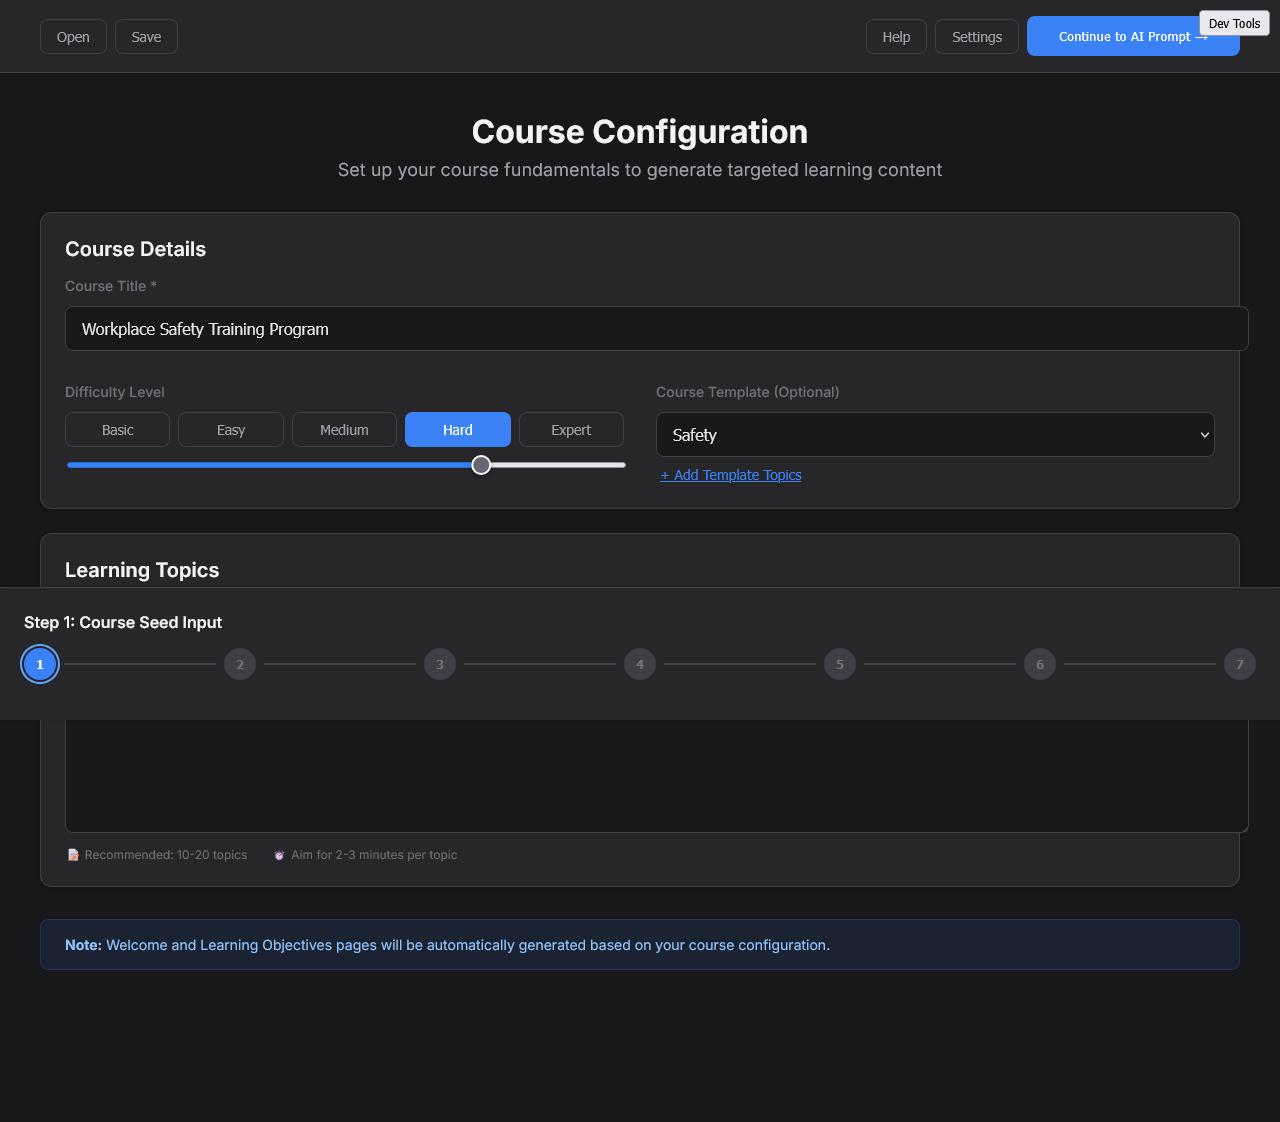 Open Save Help Settings Continue to AI Prompt → Dev Tools
Course Configuration
Set up your course fundamentals to generate targeted learning content
Course Details
Course Title *
Workplace Safety Training Program
Difficulty Level
Basic Easy Medium Hard Expert
Course Template (Optional)
Safety
+ Add Template Topics
Learning Topics
Step 1: Course Seed Input
1 2 3 4 5 6 7
📝 Recommended: 10-20 topics ⏰ Aim for 2-3 minutes per topic
Note: Welcome and Learning Objectives pages will be automatically generated based on your course configuration.